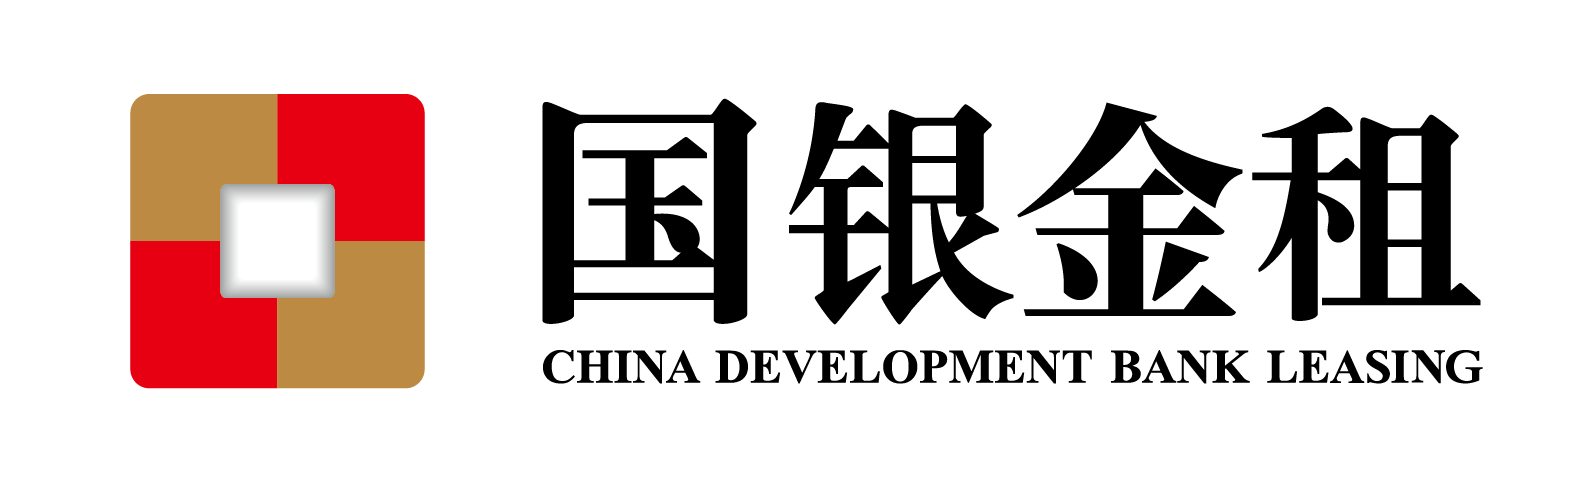 国银金租
CHINA DEVELOPMENT BANK LEASING